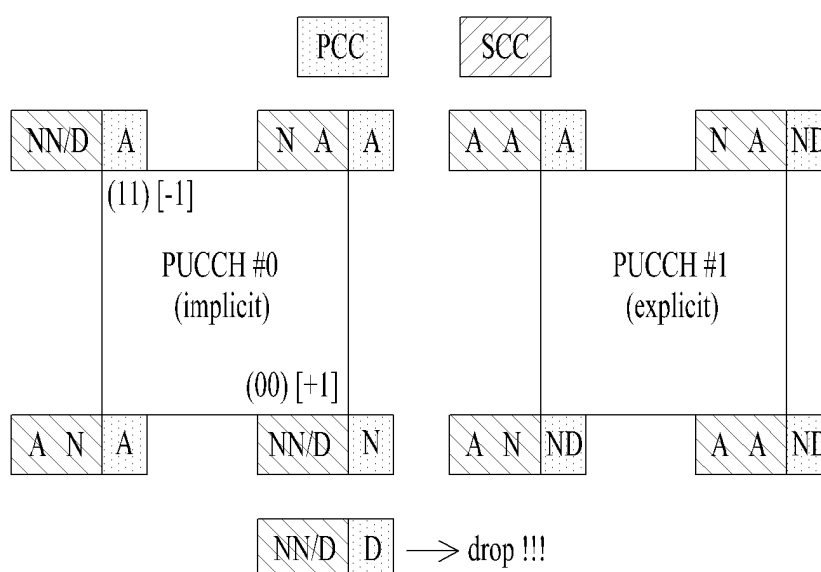 PCC SCC
NN/D A N A A A A A N A ND
(11) [-1]
PUCCH #0 PUCCH #1
(implicit) (explicit)
(00) [+1]
A N A NN/D N A N ND A A ND
NN/D D drop !!!